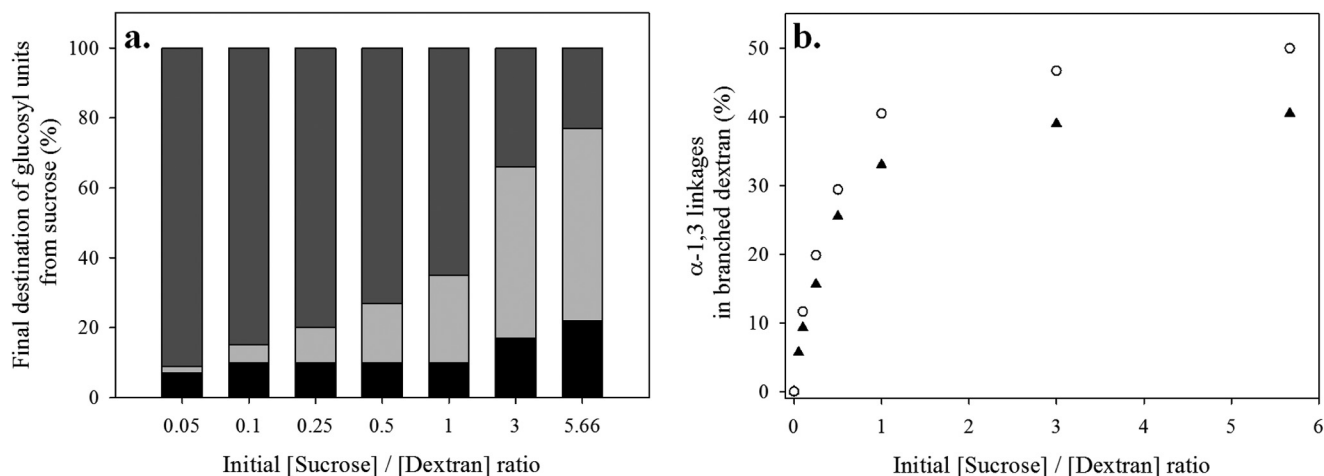 a.
Final destination of glucosyl units
from sucrose (%)
100
80
60
40
20
0
0.05 0.1 0.25 0.5 1 3 5.66
Initial [Sucrose] / [Dextran] ratio
b.
α-1,3 linkages
in branched dextran (%)
50
40
30
20
10
0
0 1 2 3 4 5 6
Initial [Sucrose] / [Dextran] ratio